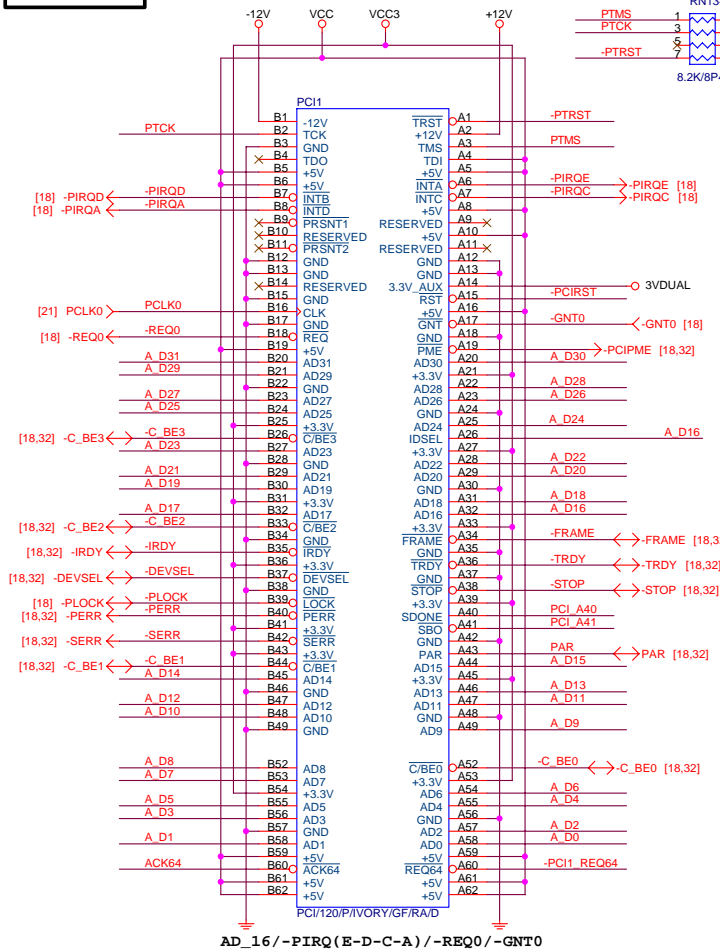 -12V VCC VCC3 +12V
RN13
PTMS 1
PTCK 3
5
-PTRST 7
8.2K/8P4
PCI1
B1 -12V TRST A1 -PTRST
PTCK B2 TCK +12V A2
B3 GND TMS A3 PTMS
B4 TDO TDI A4
B5 +5V +5V A5
B6 +5V INTA A6 -PIRQE -PIRQE [18]
[18] -PIRQD -PIRQD B7 INTB INTC A7 -PIRQC -PIRQC [18]
[18] -PIRQA -PIRQA B8 INTD +5V A8
B9 PRSNT1 RESERVED A9
B10 RESERVED +5V A10
B11 PRSNT2 RESERVED A11
B12 GND GND A12
B13 GND GND A13
B14 RESERVED 3.3V_AUX A14 3VDUAL
B15 GND RST A15 -PCIRST
[21] PCLK0 PCLK0 B16 CLK +5V A16
B17 GND GNT A17 -GNT0 -GNT0 [18]
[18] -REQ0 -REQ0 B18 REQ GND A18
B19 +5V PME A19 -PCIPME [18,32]
A_D31 B20 AD31 AD30 A20 A_D30
A_D29 B21 AD29 +3.3V A21
B22 GND AD28 A22 A_D28
A_D27 B23 AD27 AD26 A23 A_D26
A_D25 B24 AD25 GND A24
B25 +3.3V AD24 A25 A_D24
[18,32] -C_BE3 -C_BE3 B26 C/BE3 IDSEL A26 A_D16
A_D23 B27 AD23 +3.3V A27
B28 GND AD22 A28 A_D22
A_D21 B29 AD21 AD20 A29 A_D20
A_D19 B30 AD19 GND A30
B31 +3.3V AD18 A31 A_D18
A_D17 B32 AD17 AD16 A32 A_D16
[18,32] -C_BE2 -C_BE2 B33 C/BE2 +3.3V A33
B34 GND FRAME A34 -FRAME -FRAME [18,3
[18,32] -IRDY -IRDY B35 IRDY GND A35
B36 +3.3V TRDY A36 -TRDY -TRDY [18,32]
[18,32] -DEVSEL -DEVSEL B37 DEVSEL GND A37
B38 GND STOP A38 -STOP -STOP [18,32]
[18] -PLOCK -PLOCK B39 LOCK +3.3V A39
[18,32] -PERR -PERR B40 PERR SDONE A40 PCI_A40
B41 +3.3V SBO A41 PCI_A41
[18,32] -SERR -SERR B42 SERR GND A42
B43 +3.3V PAR A43 PAR PAR [18,32]
[18,32] -C_BE1 -C_BE1 B44 C/BE1 AD15 A44 A_D15
A_D14 B45 AD14 +3.3V A45
B46 GND AD13 A46 A_D13
A_D12 B47 AD12 AD11 A47 A_D11
A_D10 B48 AD10 GND A48
B49 GND AD9 A49 A_D9
A_D8 B52 AD8 C/BE0 A52 -C_BE0 -C_BE0 [18,32]
A_D7 B53 AD7 +3.3V A53
B54 +3.3V AD6 A54 A_D6
A_D5 B55 AD5 AD4 A55 A_D4
A_D3 B56 AD3 GND A56
B57 GND AD2 A57 A_D2
A_D1 B58 AD1 AD0 A58 A_D0
B59 +5V +5V A59
ACK64 B60 ACK64 REQ64 A60 -PCI1_REQ64
B61 +5V +5V A61
B62 +5V +5V A62
PCI/120/P/IVORY/GF/RA/D
AD_16/-PIRQ(E-D-C-A)/-REQ0/-GNT0